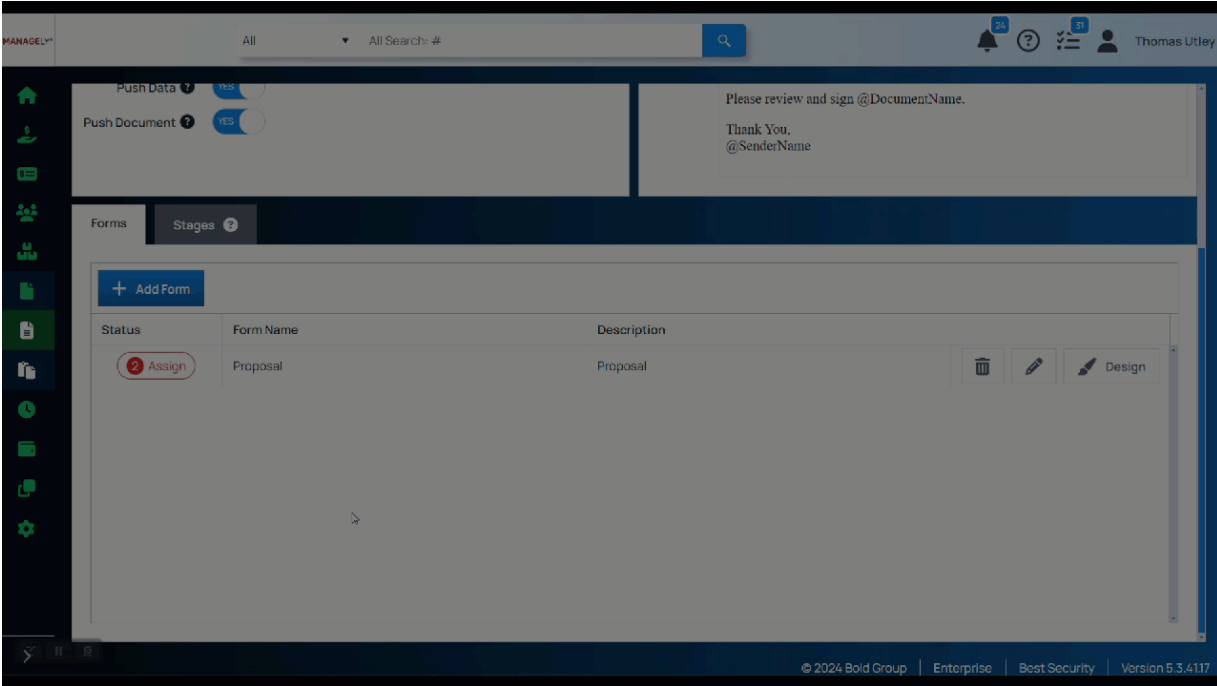 MANAGELY
All
All Search: #
24
31
Thomas Utley
Push Data ?
YES
Push Document ?
YES
Please review and sign @DocumentName.
Thank You,
@SenderName
Forms
Stages ?
+ Add Form
Status
Form Name
Description
2 Assign
Proposal
Proposal
Design
© 2024 Bold Group | Enterprise | Best Security | Version 5.3.41.17